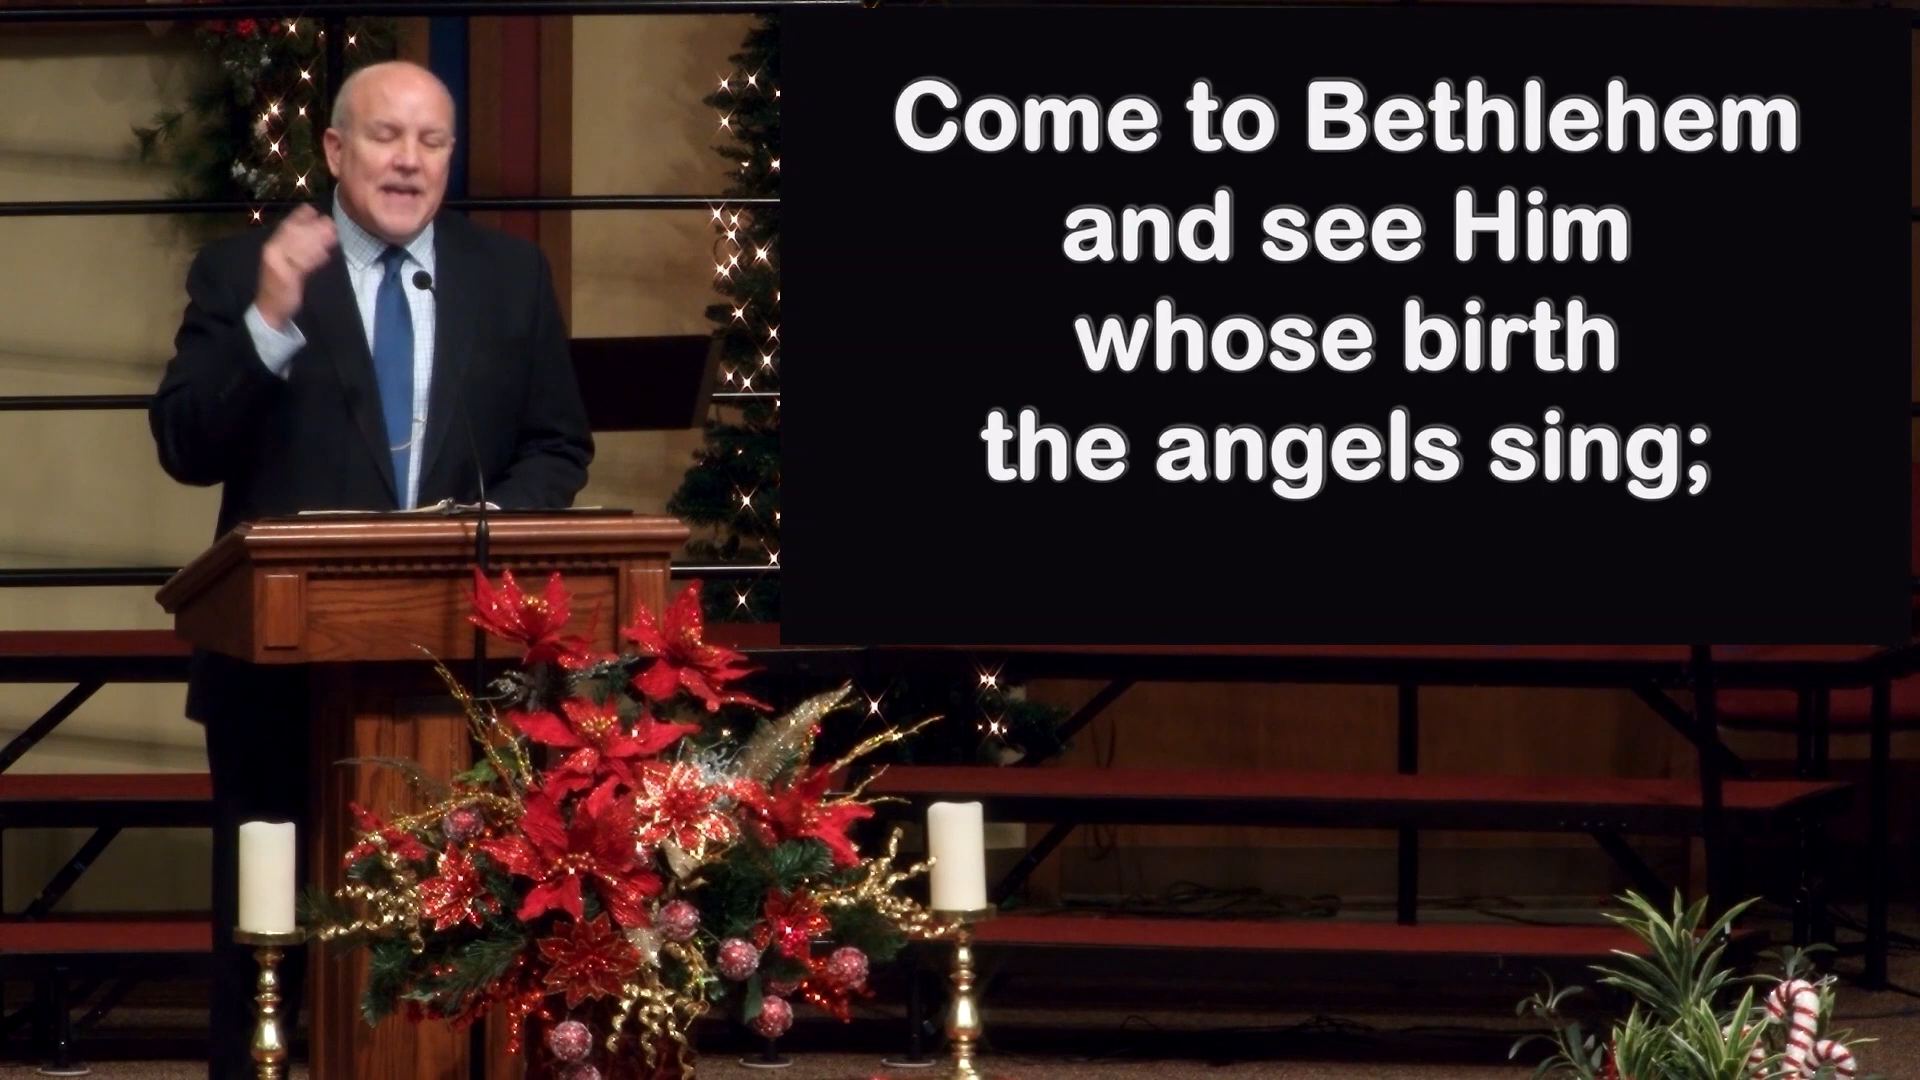 Come to Bethlehem
and see Him
whose birth
the angels sing;